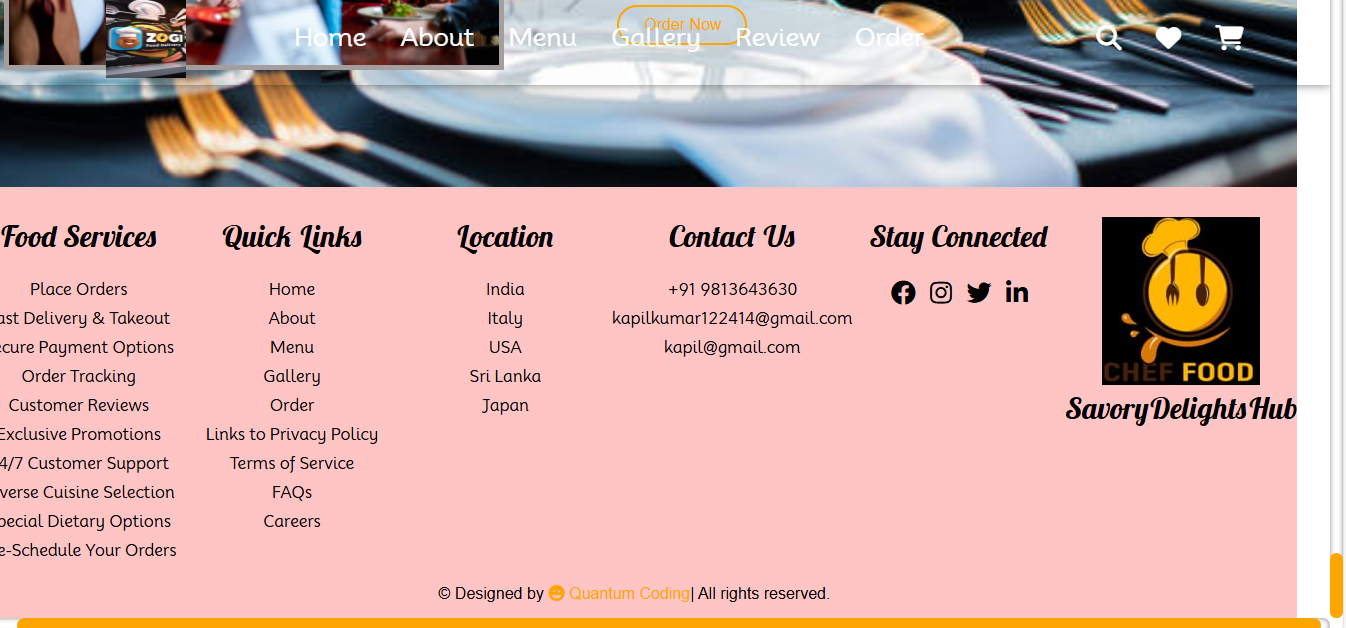 ZOGI
Food Delivery
Order Now
Home About Menu Gallery Review Order
Food Services
Place Orders
ast Delivery & Takeout
ecure Payment Options
Order Tracking
Customer Reviews
Exclusive Promotions
4/7 Customer Support
verse Cuisine Selection
pecial Dietary Options
e-Schedule Your Orders
Quick Links
Home
About
Menu
Gallery
Order
Links to Privacy Policy
Terms of Service
FAQs
Careers
Location
India
Italy
USA
Sri Lanka
Japan
Contact Us
+91 9813643630
kapilkumar122414@gmail.com
kapil@gmail.com
Stay Connected
CHEF FOOD
SavoryDelightsHub
© Designed by Quantum Coding| All rights reserved.